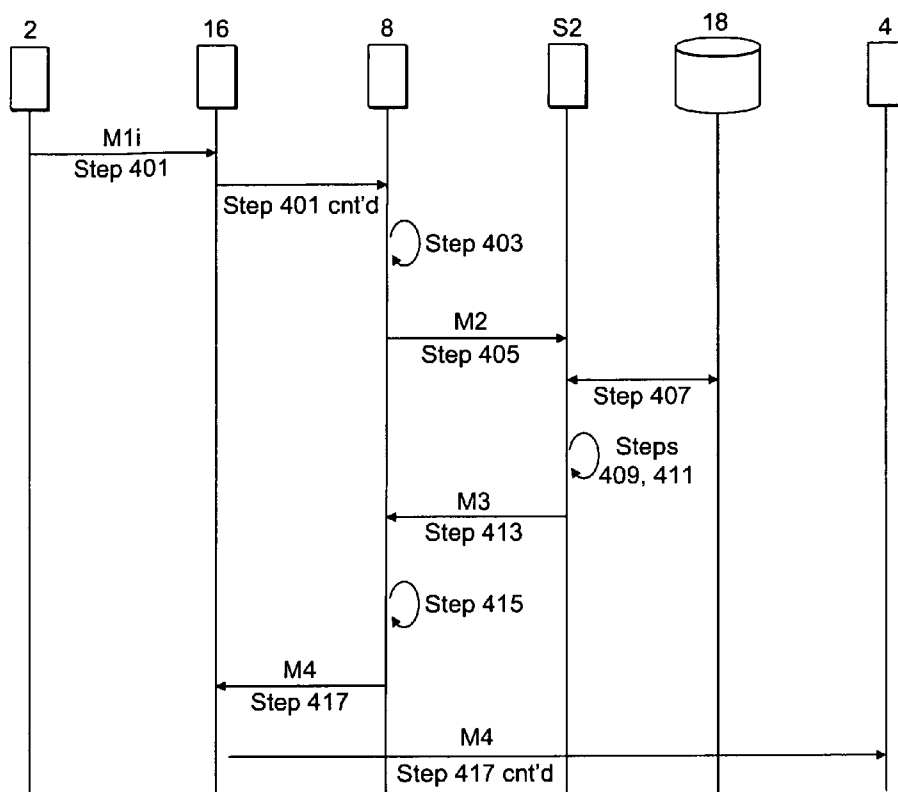 2 16 8 S2 18 4
M1i
Step 401
Step 401 cnt'd
Step 403
M2
Step 405
Step 407
Steps
409, 411
M3
Step 413
Step 415
M4
Step 417
M4
Step 417 cnt'd